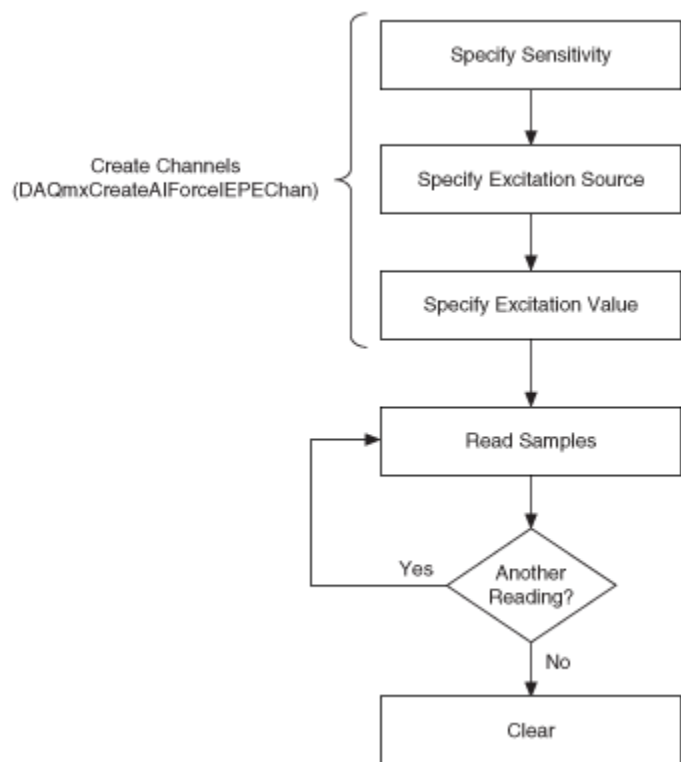 Specify Sensitivity
Create Channels
(DAQmxCreateAIForceIEPEChan)
Specify Excitation Source
Specify Excitation Value
Read Samples
Yes
Another
Reading?
No
Clear